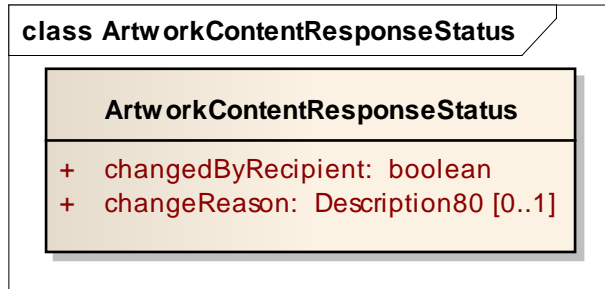 class ArtworkContentResponseStatus
ArtworkContentResponseStatus
+ changedByRecipient: boolean
+ changeReason: Description80 [0..1]